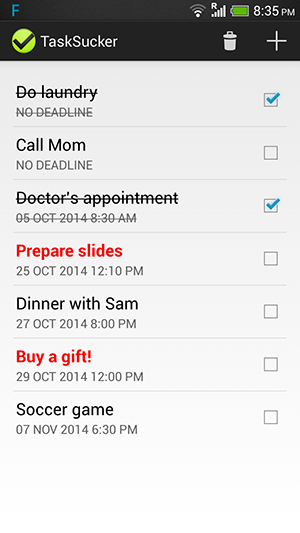 F
R
8:35 PM
TaskSucker
Do laundry
NO DEADLINE
Call Mom
NO DEADLINE
Doctor's appointment
05 OCT 2014 8:30 AM
Prepare slides
25 OCT 2014 12:10 PM
Dinner with Sam
27 OCT 2014 8:00 PM
Buy a gift!
29 OCT 2014 12:00 PM
Soccer game
07 NOV 2014 6:30 PM